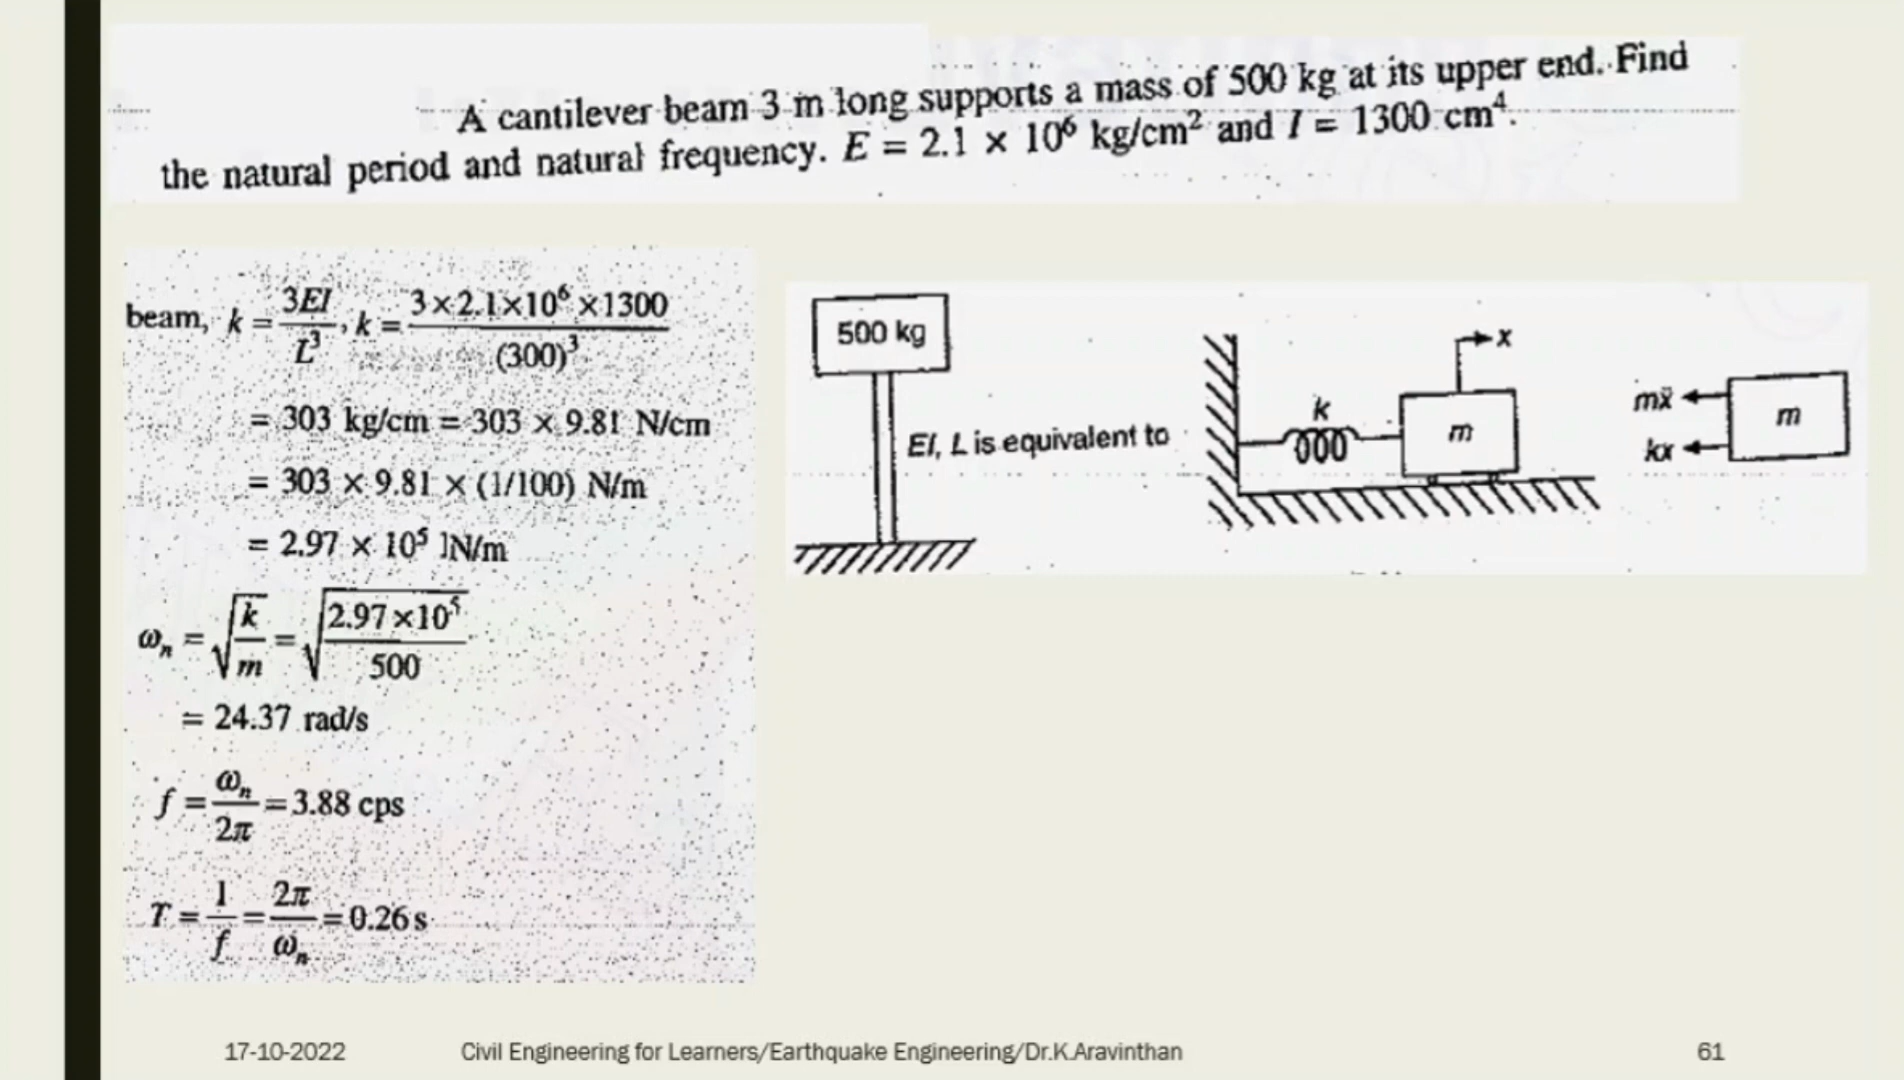 A cantilever beam 3 m long supports a mass of 500 kg at its upper end. Find
the natural period and natural frequency. E = 2.1 × 10⁶ kg/cm² and I = 1300 cm⁴.
beam, k = 3EI / L³, k = 3×2.1×10⁶×1300 / (300)³
= 303 kg/cm = 303 × 9.81 N/cm
= 303 × 9.81 × (1/100) N/m
= 2.97 × 10⁵ N/m
ωₙ = √(k/m) = √(2.97×10⁵ / 500)
= 24.37 rad/s
f = ωₙ / 2π = 3.88 cps
T = 1/f = 2π/ωₙ = 0.26 s
500 kg
EI, L is equivalent to
k
m
x
mẍ
kx
m
17-10-2022
Civil Engineering for Learners/Earthquake Engineering/Dr.K.Aravinthan
61